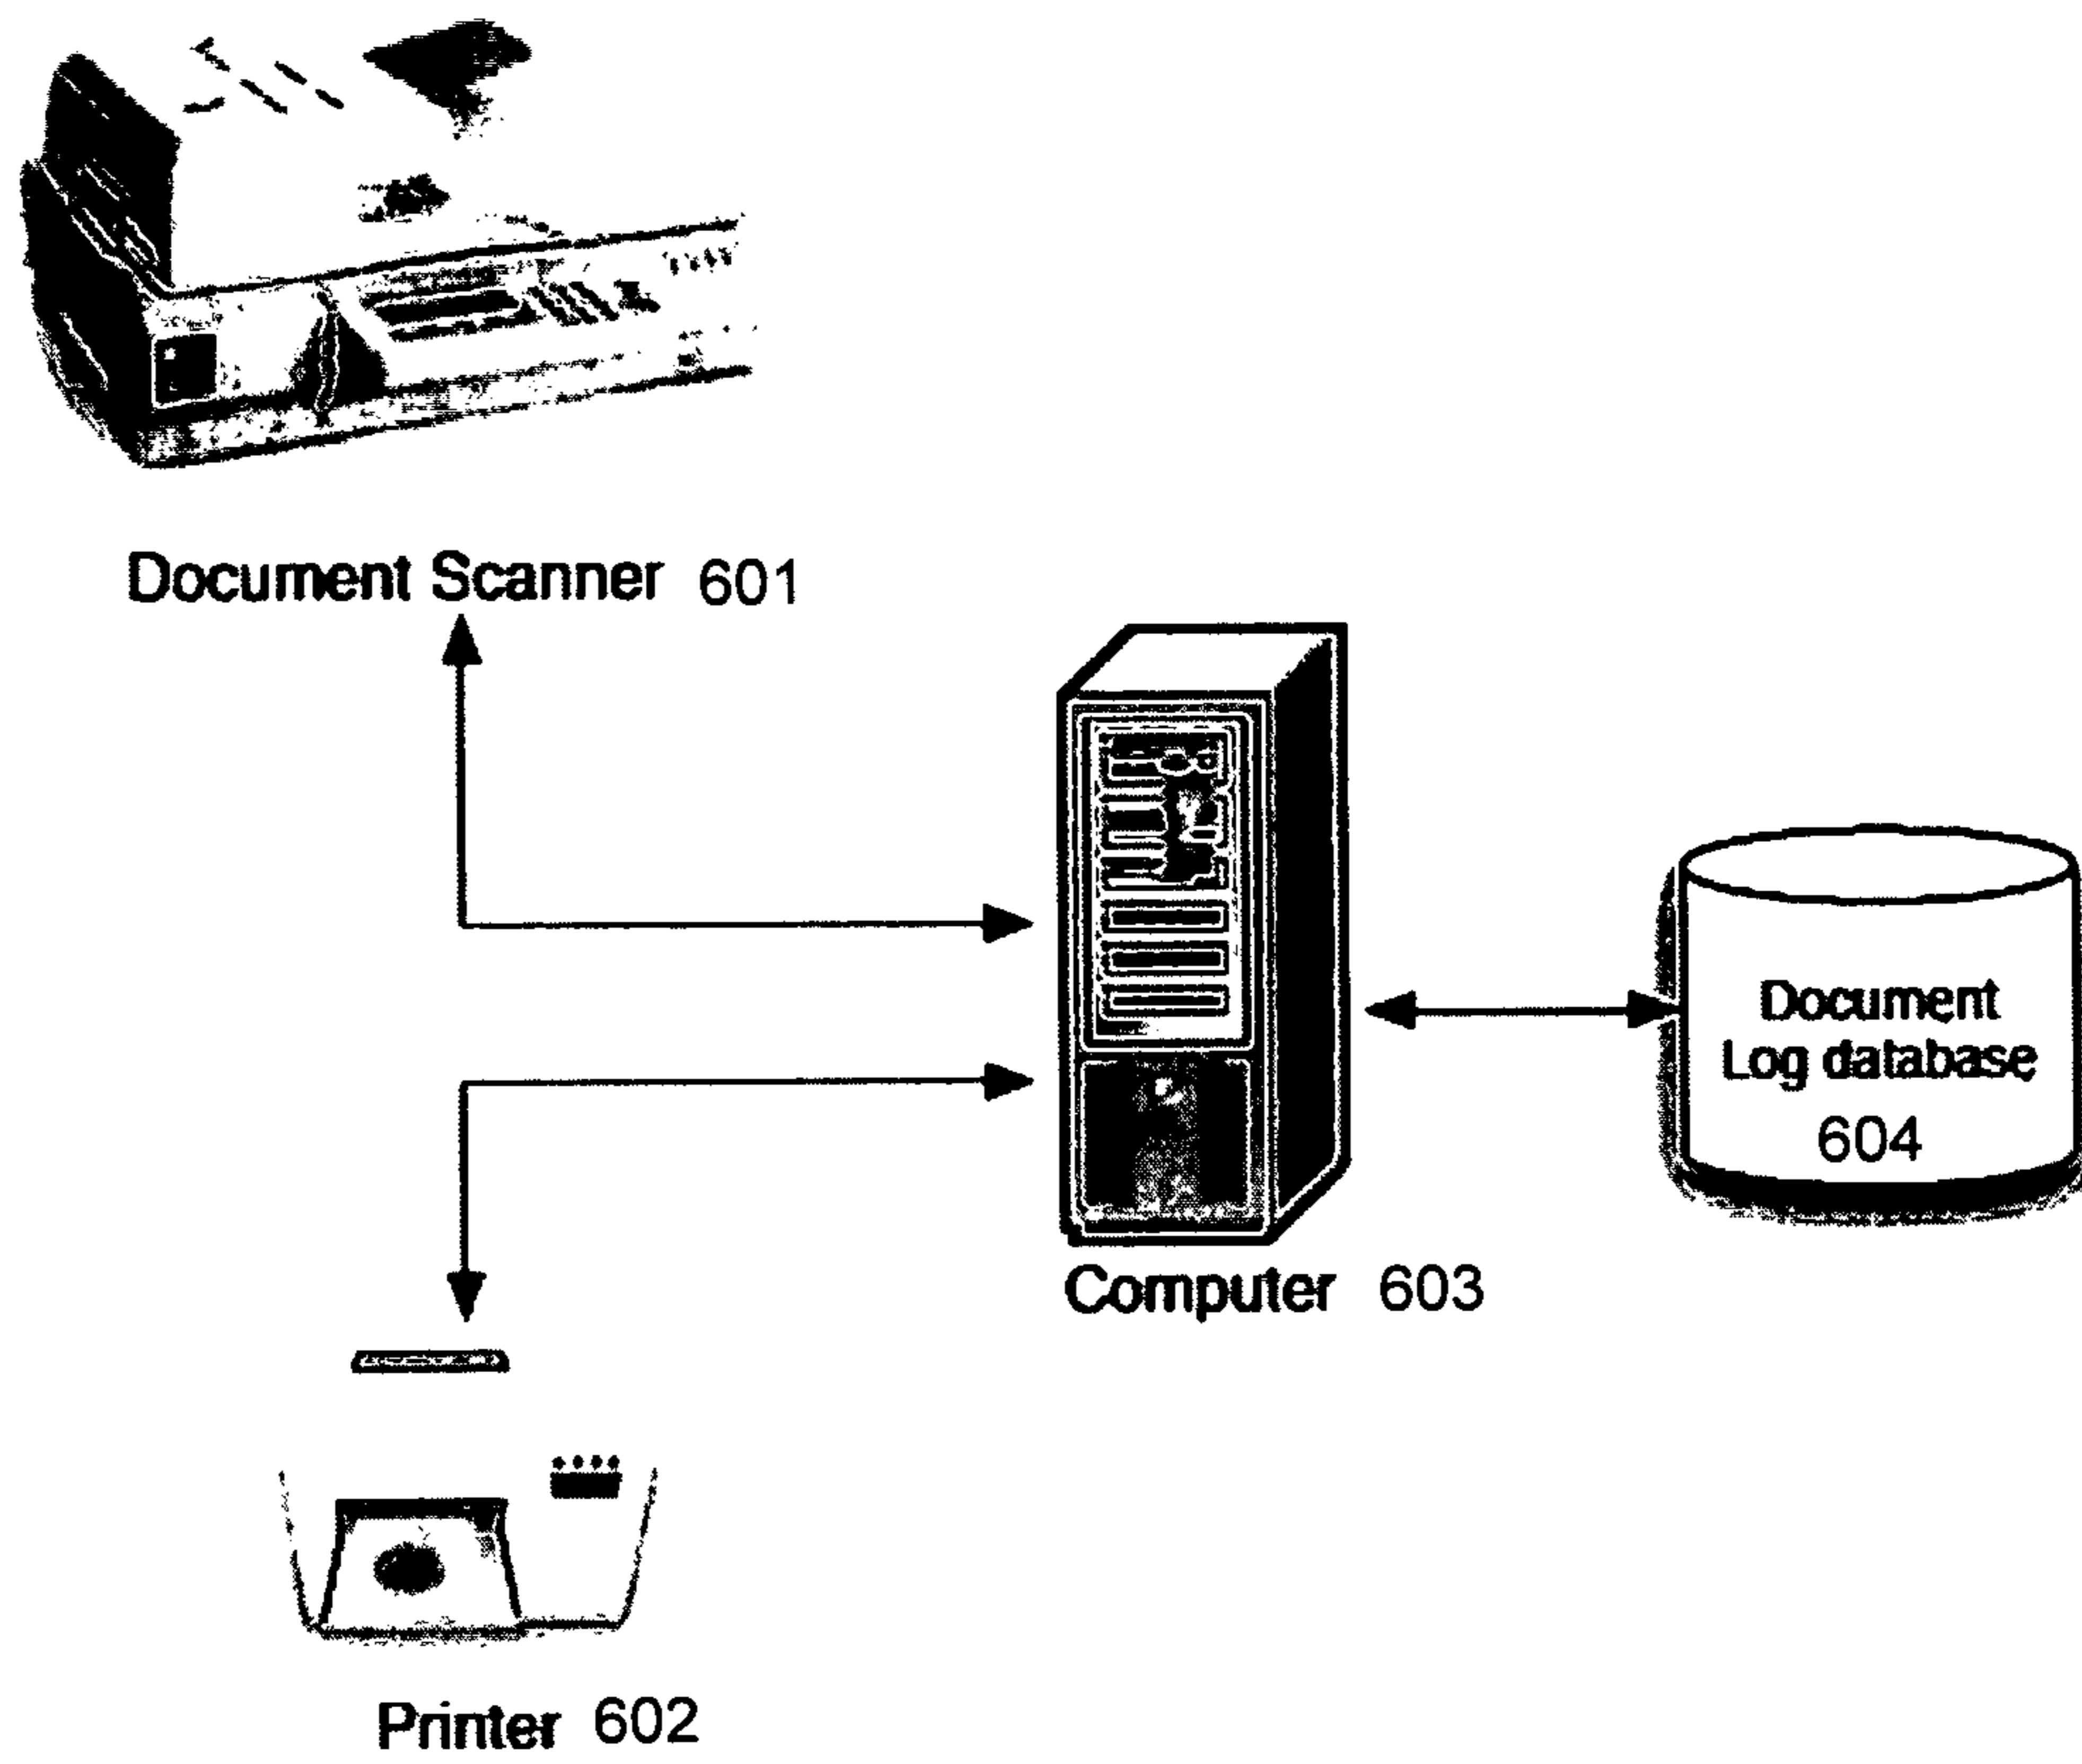 Document Scanner 601
Document
Log database
604
Computer 603
Printer 602